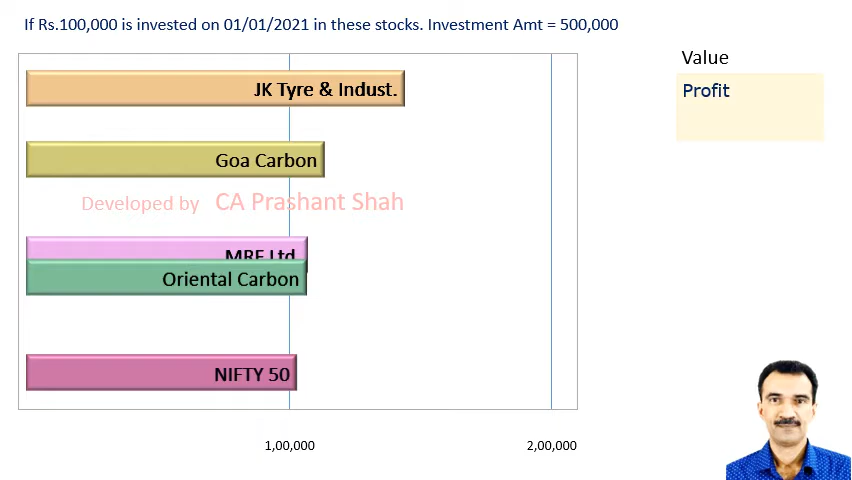 If Rs.100,000 is invested on 01/01/2021 in these stocks. Investment Amt = 500,000
Value
Profit
JK Tyre & Indust.
Goa Carbon
Developed by CA Prashant Shah
MRF Ltd
Oriental Carbon
NIFTY 50
1,00,000
2,00,000